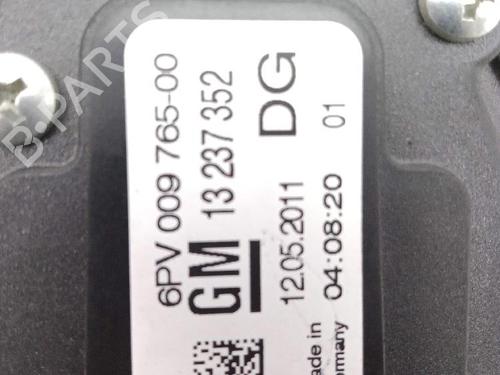 6PV 009 765-00
GM 13 237 352
DG
12.05.2011
04:08:20
01
ade in
ermany
B-PARTS